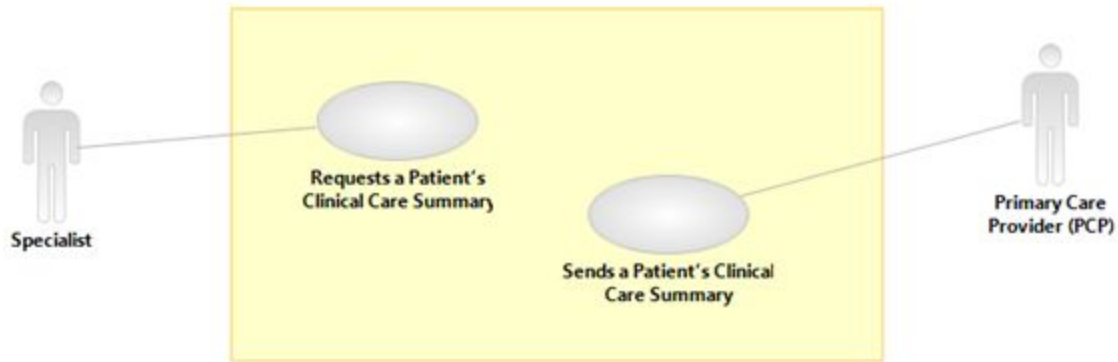 Specialist
Requests a Patient's
Clinical Care Summary
Sends a Patient's Clinical
Care Summary
Primary Care
Provider (PCP)